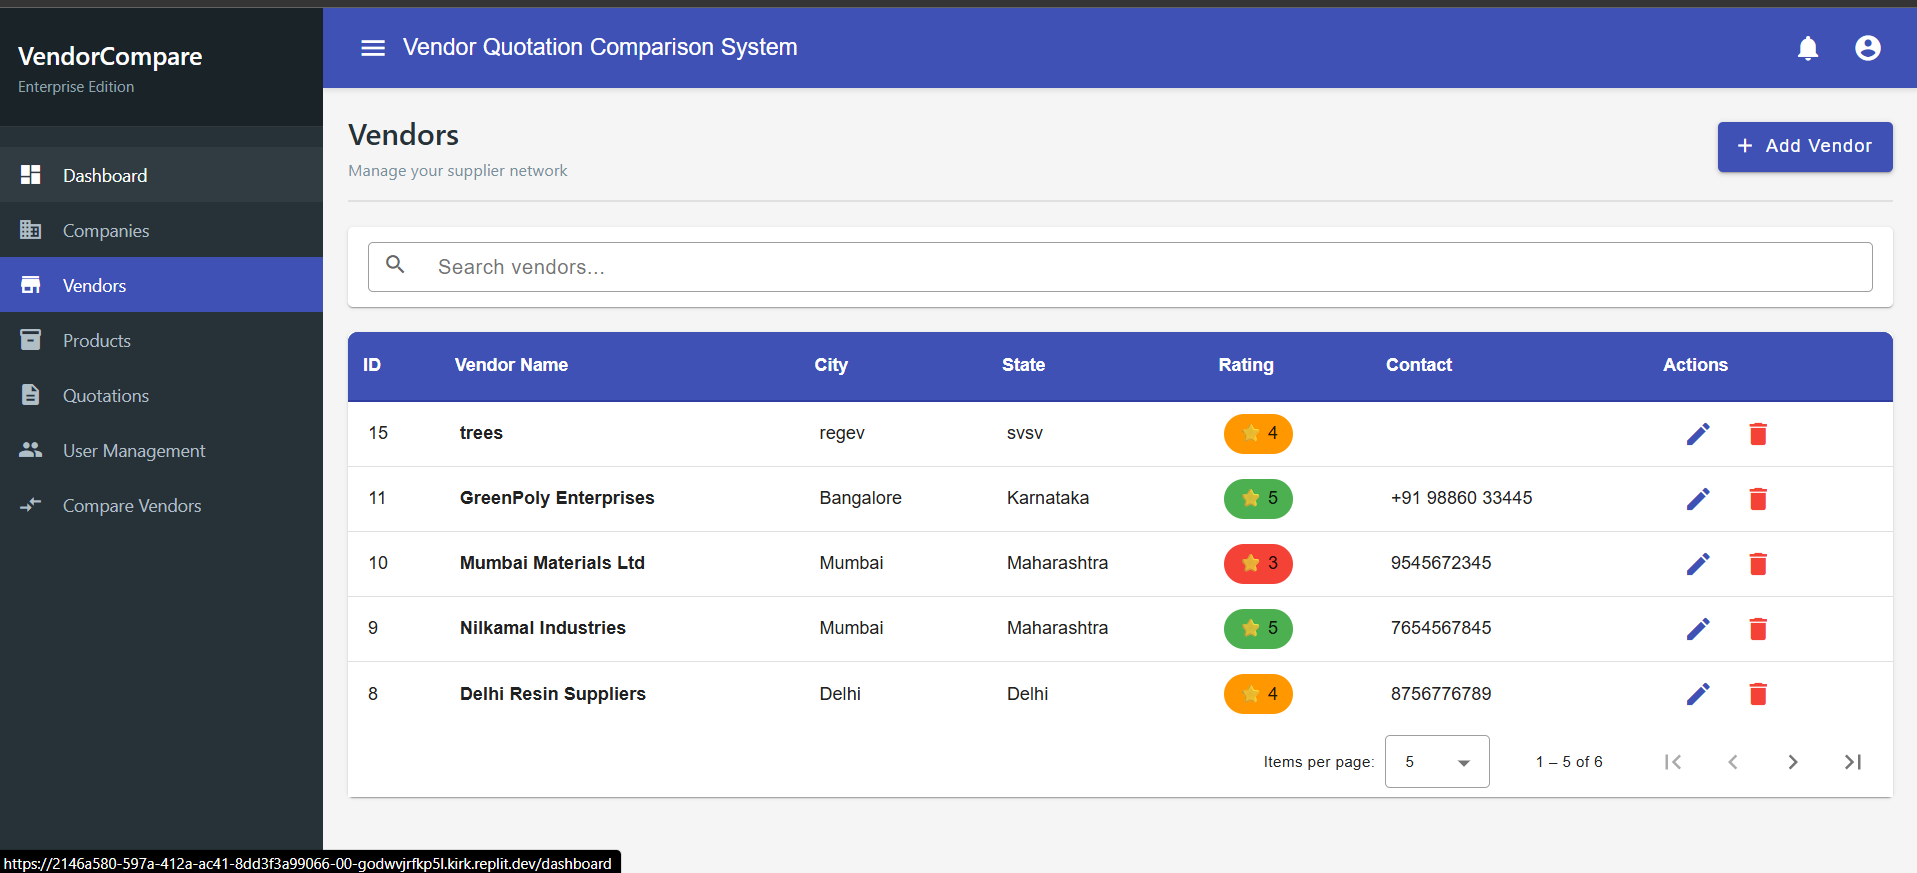 VendorCompare
Enterprise Edition
Dashboard
Companies
Vendors
Products
Quotations
User Management
Compare Vendors
Vendor Quotation Comparison System
Vendors
Manage your supplier network
+ Add Vendor
Search vendors...
ID Vendor Name City State Rating Contact Actions
15 trees regev svsv 4
11 GreenPoly Enterprises Bangalore Karnataka 5 +91 98860 33445
10 Mumbai Materials Ltd Mumbai Maharashtra 3 9545672345
9 Nilkamal Industries Mumbai Maharashtra 5 7654567845
8 Delhi Resin Suppliers Delhi Delhi 4 8756776789
Items per page: 5 1 – 5 of 6
https://2146a580-597a-412a-ac41-8dd3f3a99066-00-godwvjrfkp5l.kirk.replit.dev/dashboard